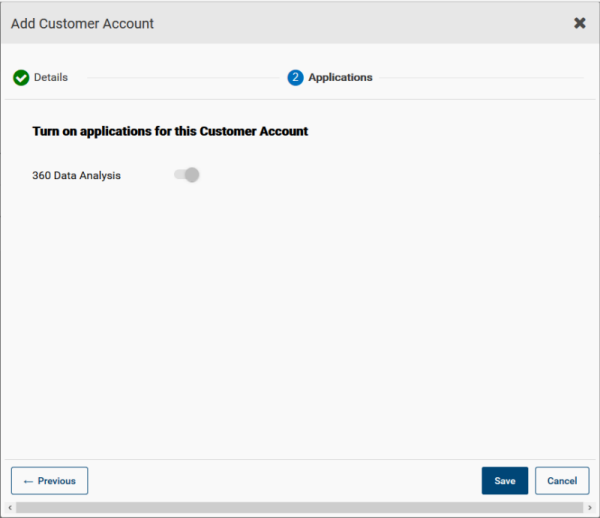 Add Customer Account
Details
2 Applications
Turn on applications for this Customer Account
360 Data Analysis
← Previous
Save
Cancel